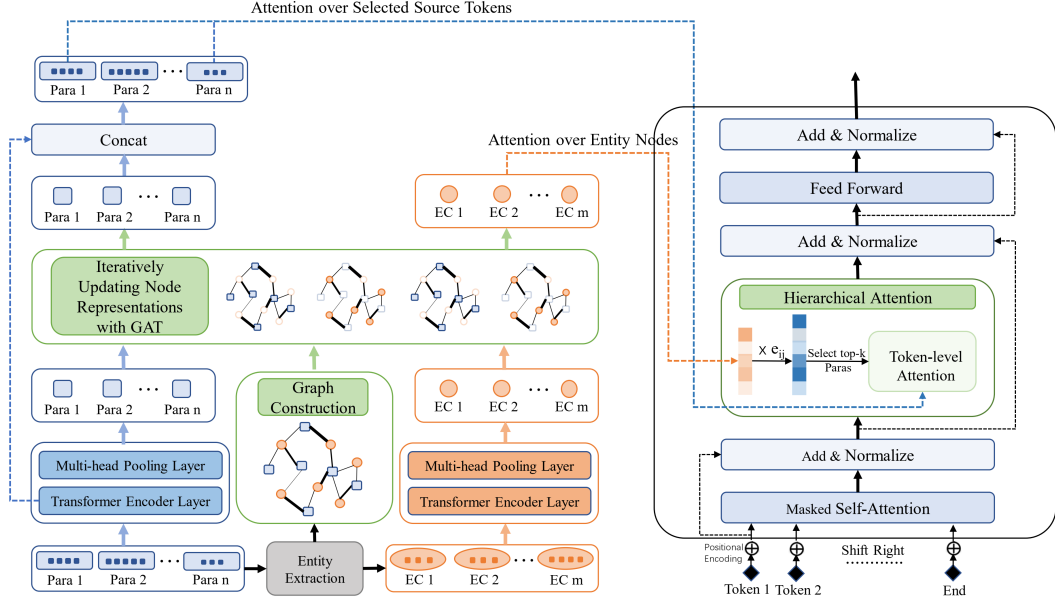 Attention over Selected Source Tokens
Para 1 Para 2 ··· Para n
Concat
Para 1 Para 2 ··· Para n
Iteratively
Updating Node
Representations
with GAT
Para 1 Para 2 ··· Para n
Multi-head Pooling Layer
Transformer Encoder Layer
Para 1 Para 2 ··· Para n
Graph
Construction
Entity
Extraction
Attention over Entity Nodes
EC 1 EC 2 ··· EC m
EC 1 EC 2 ··· EC m
Multi-head Pooling Layer
Transformer Encoder Layer
EC 1 EC 2 ··· EC m
Add & Normalize
Feed Forward
Add & Normalize
Hierarchical Attention
× eij
Select top-k
Paras
Token-level
Attention
Add & Normalize
Masked Self-Attention
Positional
Encoding
Shift Right
············
Token 1 Token 2 End